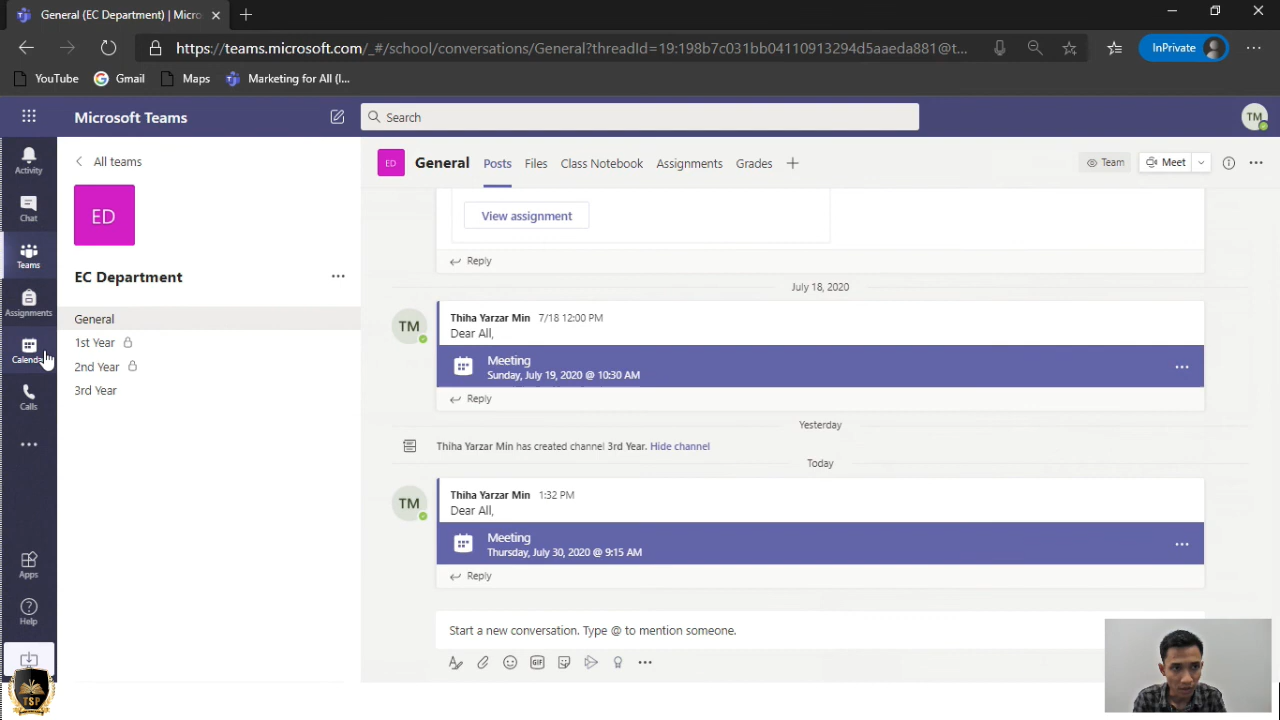 General (EC Department) | Micro
https://teams.microsoft.com/_#/school/conversations/General?threadId=19:198b7c031bb04110913294d5aaeda881@t...
InPrivate
YouTube
Gmail
Maps
Marketing for All (I...
Microsoft Teams
Search
TM
Activity
Chat
Teams
Assignments
Calenda
Calls
Apps
Help
TSP
All teams
ED
EC Department
General
1st Year
2nd Year
3rd Year
ED
General
Posts
Files
Class Notebook
Assignments
Grades
Team
Meet
View assignment
Reply
July 18, 2020
TM
Thiha Yarzar Min 7/18 12:00 PM
Dear All,
Meeting
Sunday, July 19, 2020 @ 10:30 AM
Reply
Yesterday
Thiha Yarzar Min has created channel 3rd Year. Hide channel
Today
TM
Thiha Yarzar Min 1:32 PM
Dear All,
Meeting
Thursday, July 30, 2020 @ 9:15 AM
Reply
Start a new conversation. Type @ to mention someone.
GIF